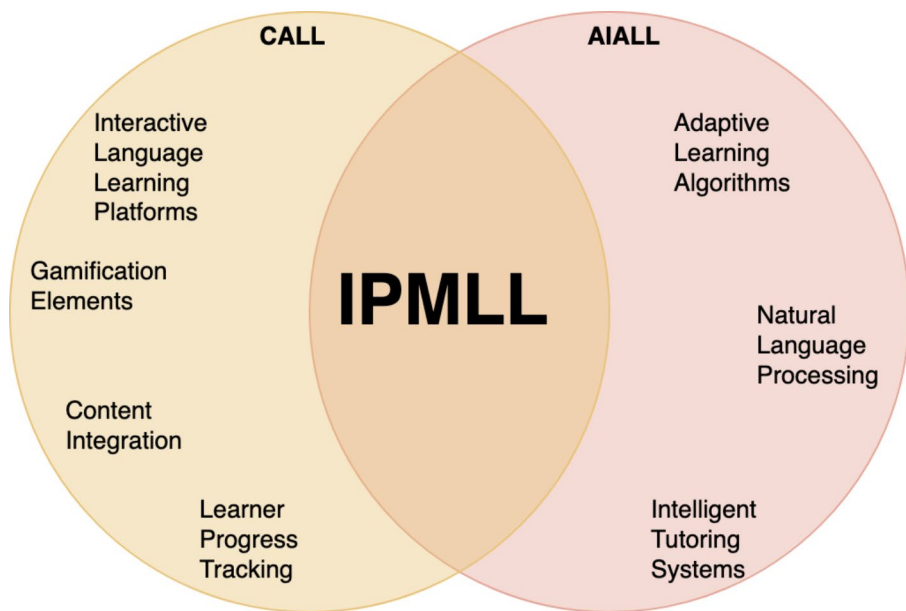 CALL
AIALL
Interactive
Language
Learning
Platforms
Gamification
Elements
Content
Integration
Learner
Progress
Tracking
IPMLL
Adaptive
Learning
Algorithms
Natural
Language
Processing
Intelligent
Tutoring
Systems